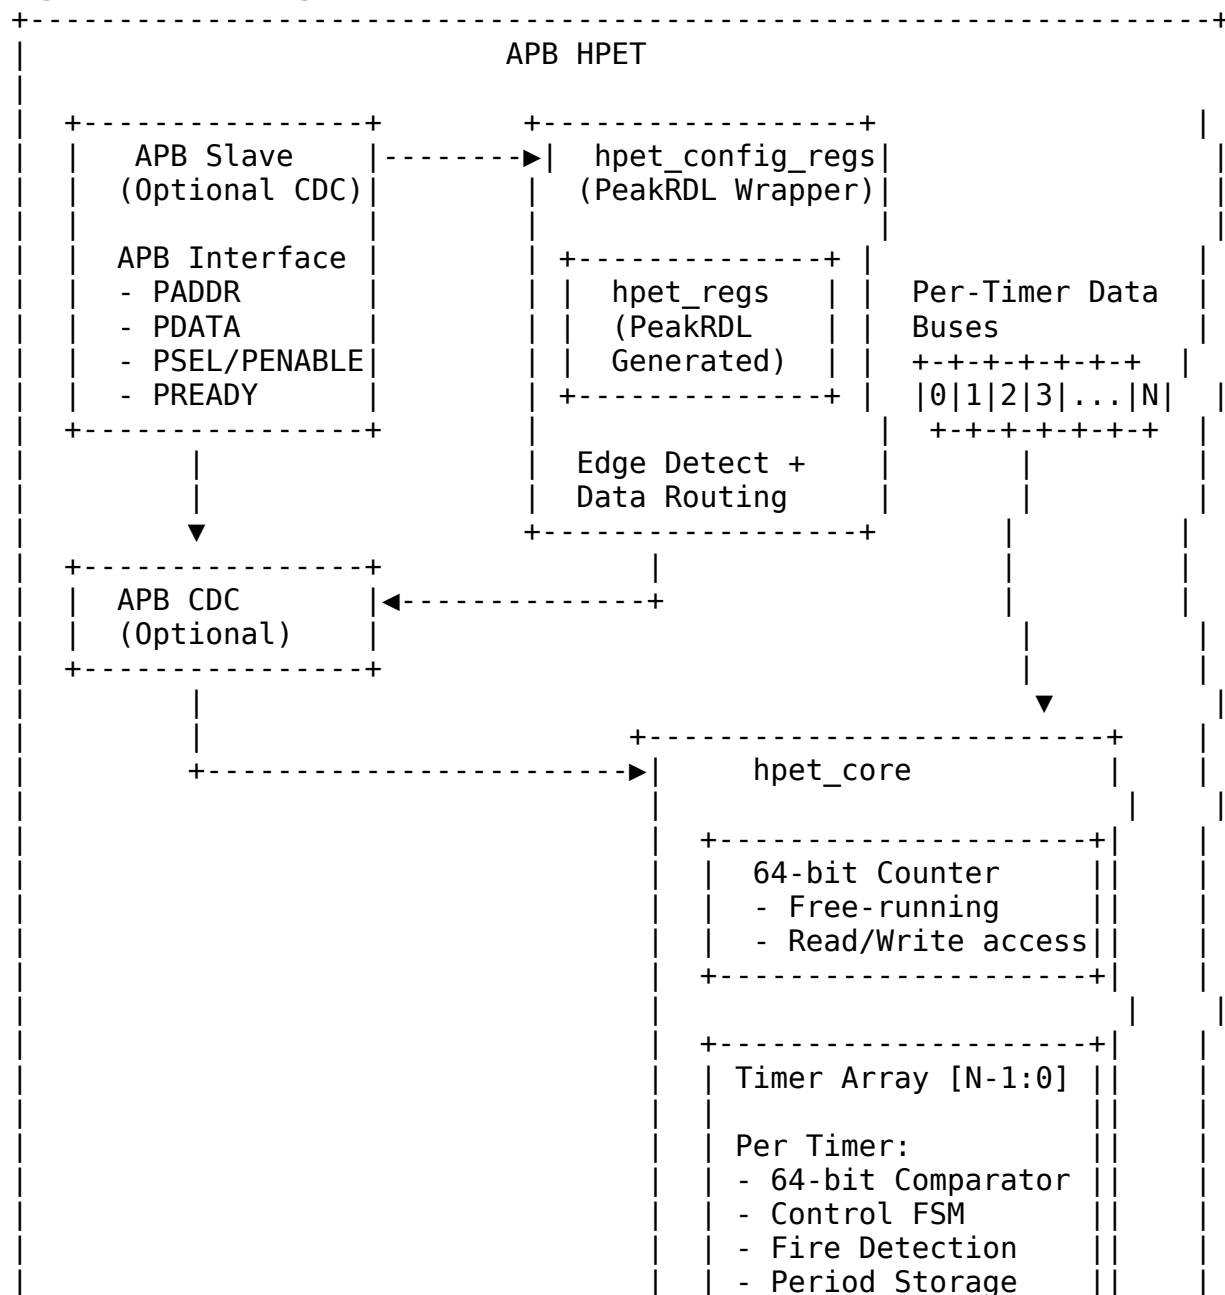 APB HPET
APB Slave
(Optional CDC)
APB Interface
- PADDR
- PDATA
- PSEL/PENABLE
- PREADY
hpet_config_regs
(PeakRDL Wrapper)
hpet_regs
(PeakRDL
Generated)
Edge Detect +
Data Routing
Per-Timer Data
Buses
|0|1|2|3|...|N|
APB CDC
(Optional)
hpet_core
64-bit Counter
- Free-running
- Read/Write access
Timer Array [N-1:0]
Per Timer:
- 64-bit Comparator
- Control FSM
- Fire Detection
- Period Storage